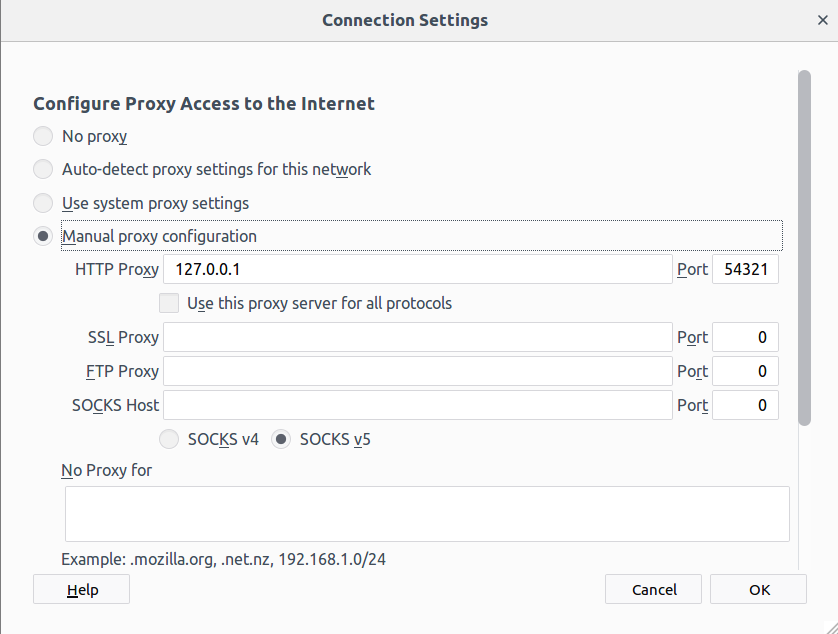 Connection Settings
Configure Proxy Access to the Internet
No proxy
Auto-detect proxy settings for this network
Use system proxy settings
Manual proxy configuration
HTTP Proxy 127.0.0.1 Port 54321
Use this proxy server for all protocols
SSL Proxy Port 0
FTP Proxy Port 0
SOCKS Host Port 0
SOCKS v4 SOCKS v5
No Proxy for
Example: .mozilla.org, .net.nz, 192.168.1.0/24
Help Cancel OK